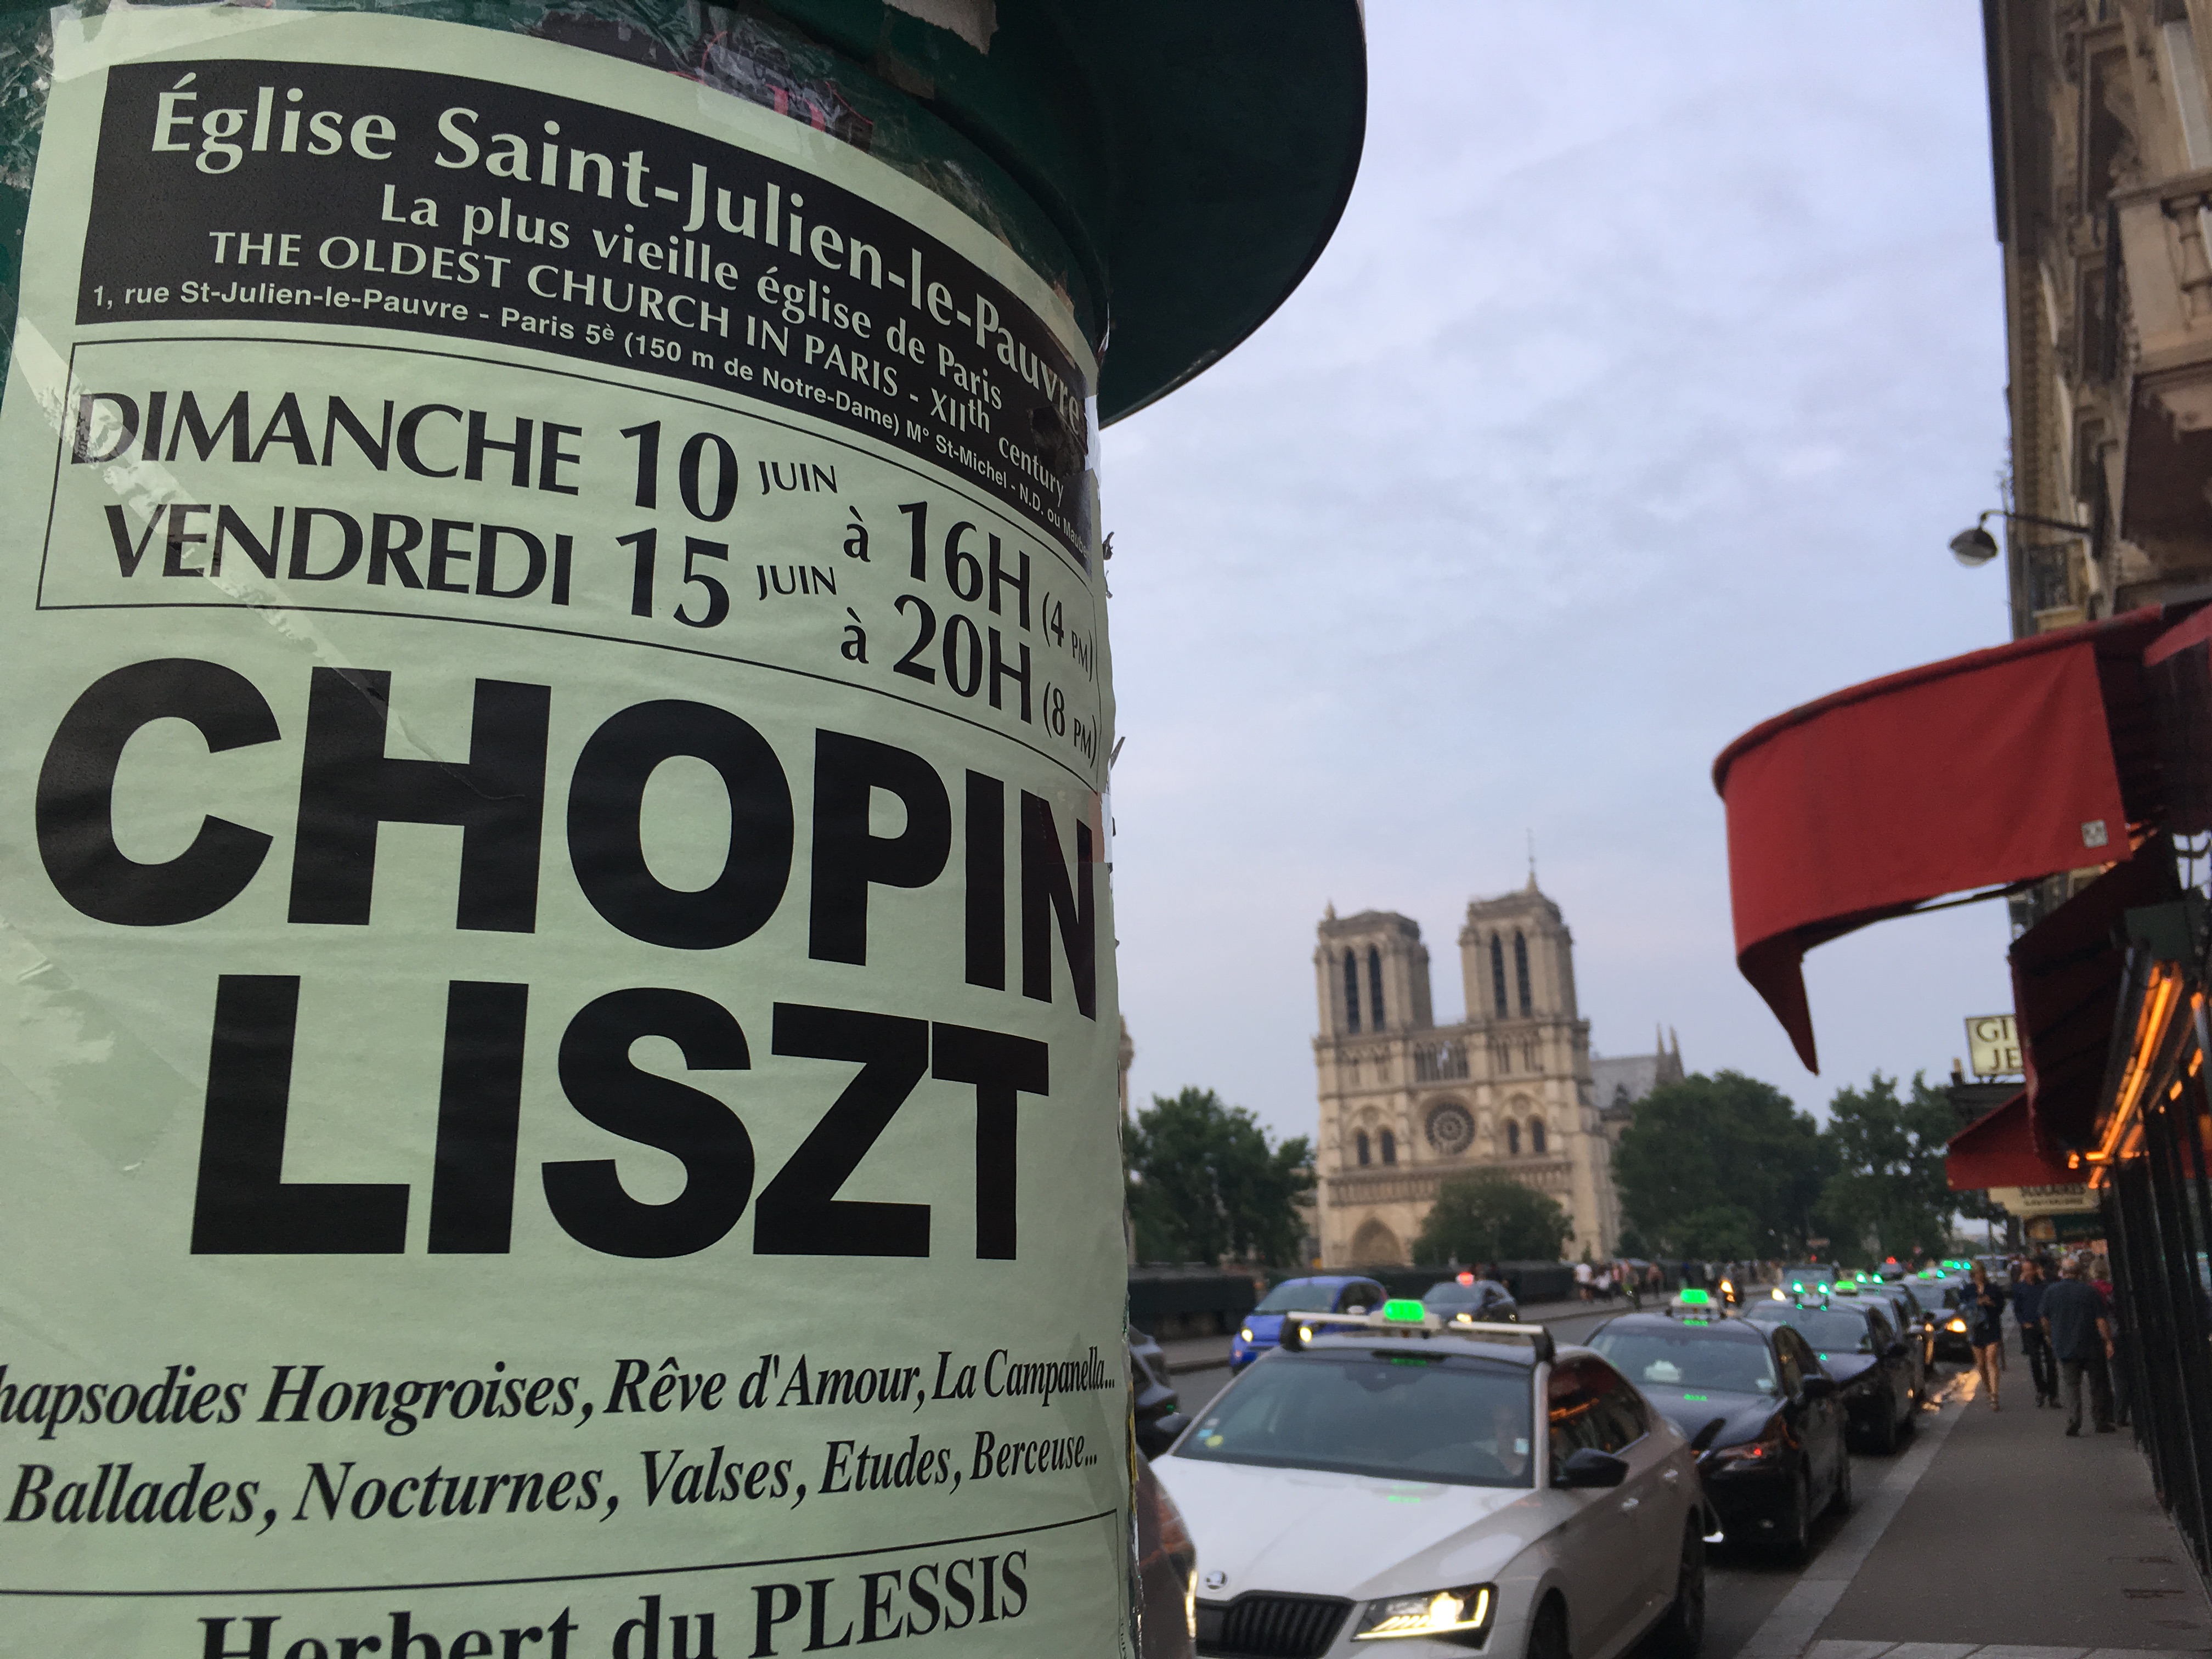 Église Saint-Julien-le-Pauvre
La plus vieille église de Paris
THE OLDEST CHURCH IN PARIS - XIIth century
1, rue St-Julien-le-Pauvre - Paris 5è (150 m de Notre-Dame) M° St-Michel - N.D. ou
DIMANCHE 10 JUIN à 16H (4 PM)
VENDREDI 15 JUIN à 20H (8 PM)
CHOPIN
LISZT
hapsodies Hongroises, Rêve d'Amour, La Campanella...
Ballades, Nocturnes, Valses, Etudes, Berceuse...
Herbert du PLESSIS
GI
JE